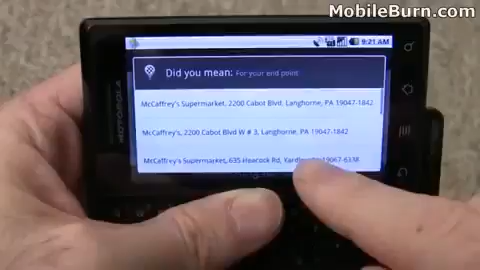 MobileBurn.com
9:21 AM
MOTOROLA
Did you mean: For your end point
McCaffrey's Supermarket, 2200 Cabot Blvd, Langhorne, PA 19047-1842
McCaffrey's, 2200 Cabot Blvd W # 3, Langhorne, PA 19047-1842
McCaffrey's Supermarket, 635 Heacock Rd, Yardley, PA 19067-6338